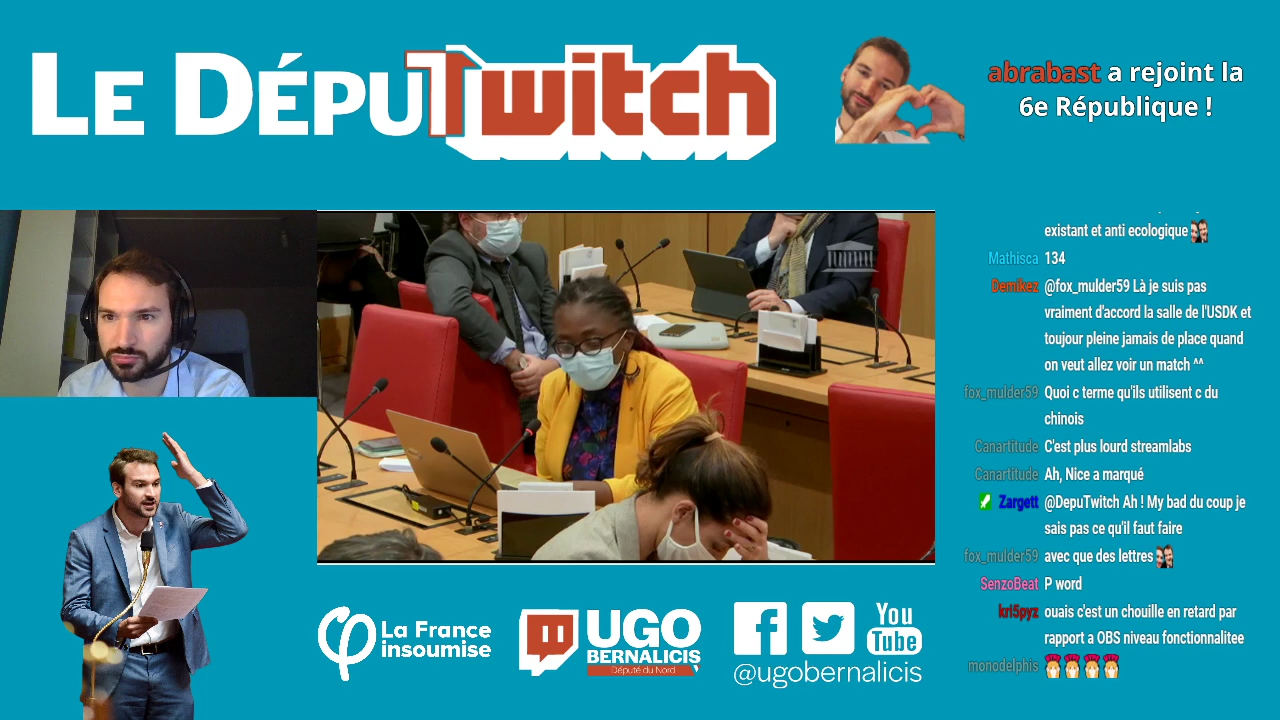 LE DÉPUTwitch
abrabast a rejoint la
6e République !
existant et anti ecologique
Mathisca 134
Demikez @fox_mulder59 Là je suis pas
vraiment d'accord la salle de l'USDK et
toujour pleine jamais de place quand
on veut allez voir un match ^^
fox_mulder59 Quoi c terme qu'ils utilisent c du
chinois
Canartitude C'est plus lourd streamlabs
Canartitude Ah, Nice a marqué
Zargett @DepuTwitch Ah ! My bad du coup je
sais pas ce qu'il faut faire
fox_mulder59 avec que des lettres
SenzoBeat P word
kri5pyz ouais c'est un chouille en retard par
rapport a OBS niveau fonctionnalitee
monodelphis
La France
insoumise
UGO
BERNALICIS
Député du Nord
You
Tube
@ugobernalicis